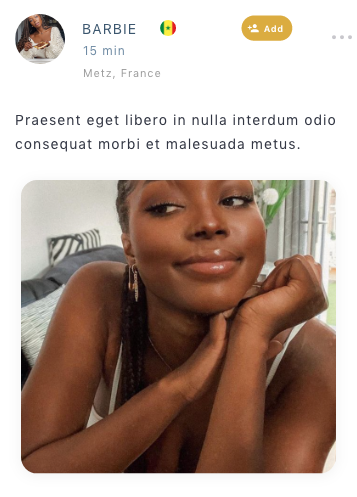 BARBIE
Add
15 min
Metz, France
Praesent eget libero in nulla interdum odio
consequat morbi et malesuada metus.